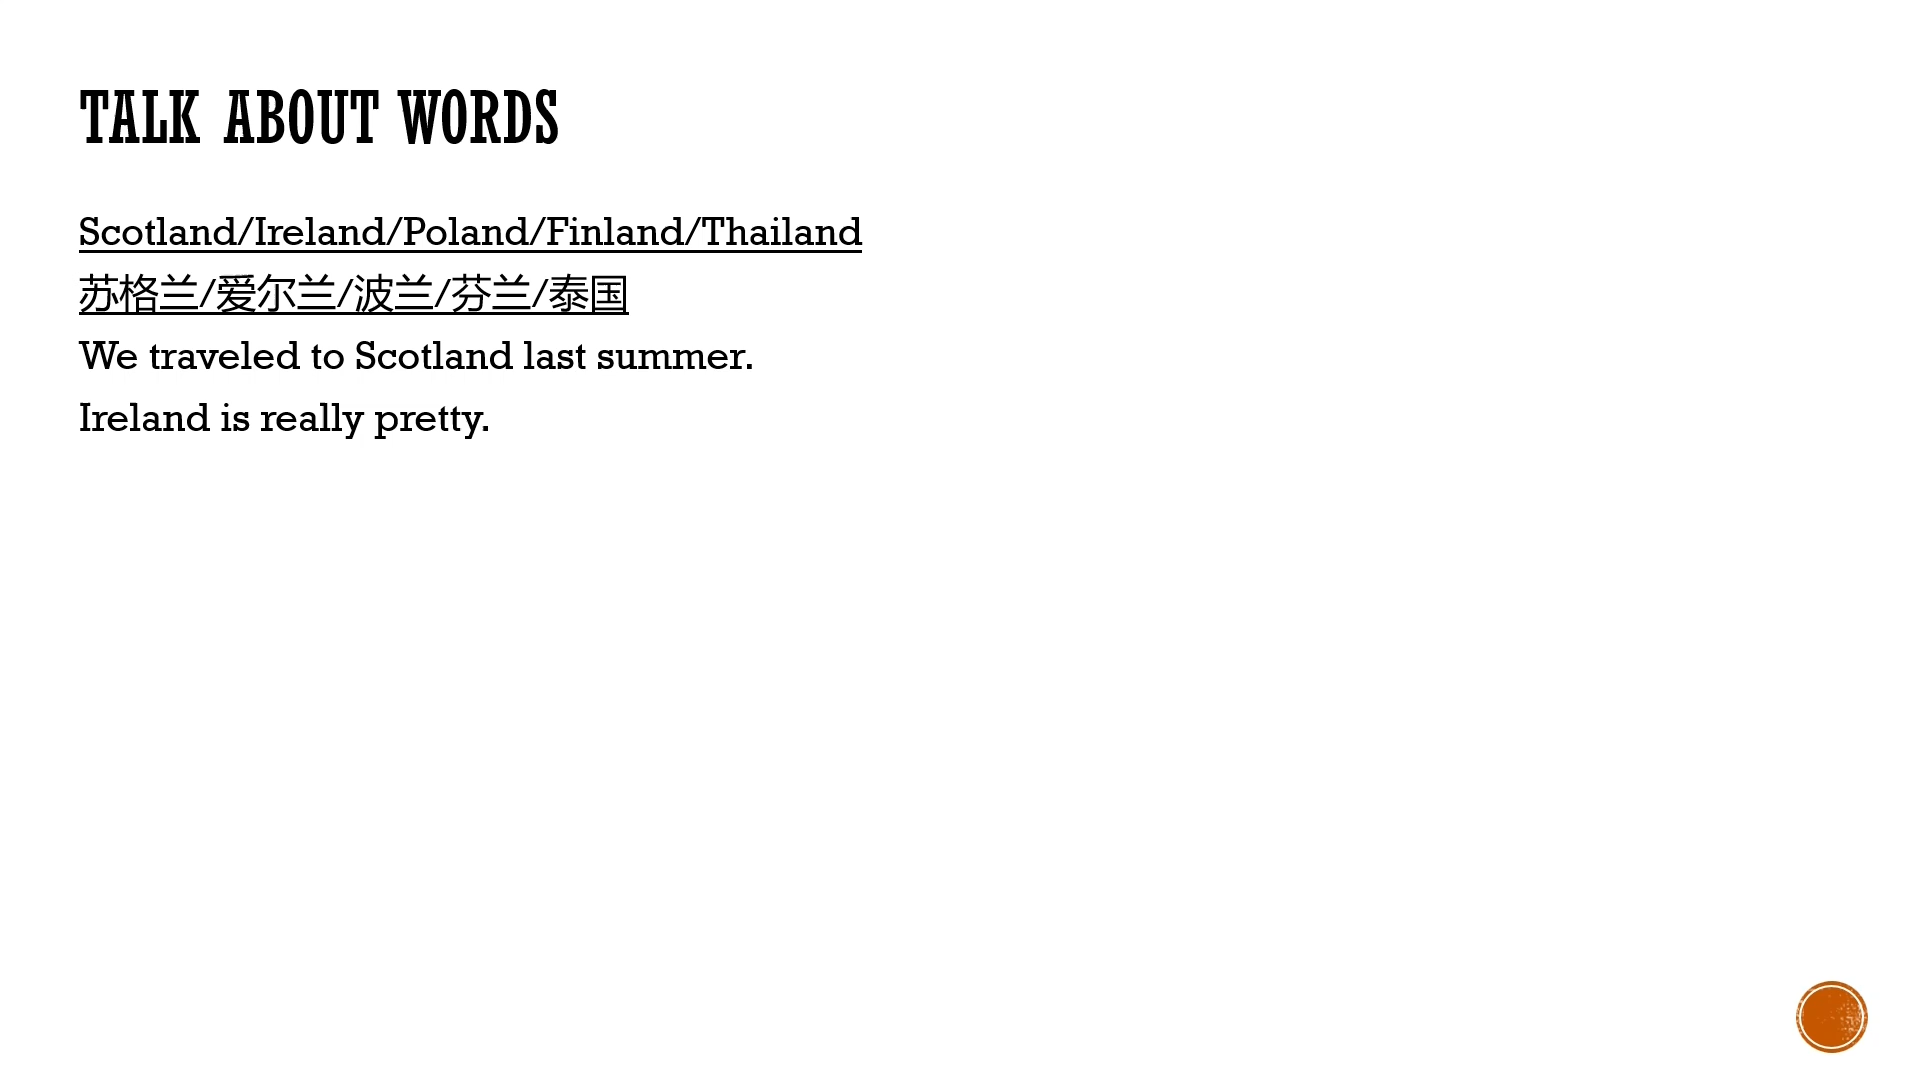 TALK ABOUT WORDS
Scotland/Ireland/Poland/Finland/Thailand
苏格兰/爱尔兰/波兰/芬兰/泰国
We traveled to Scotland last summer.
Ireland is really pretty.